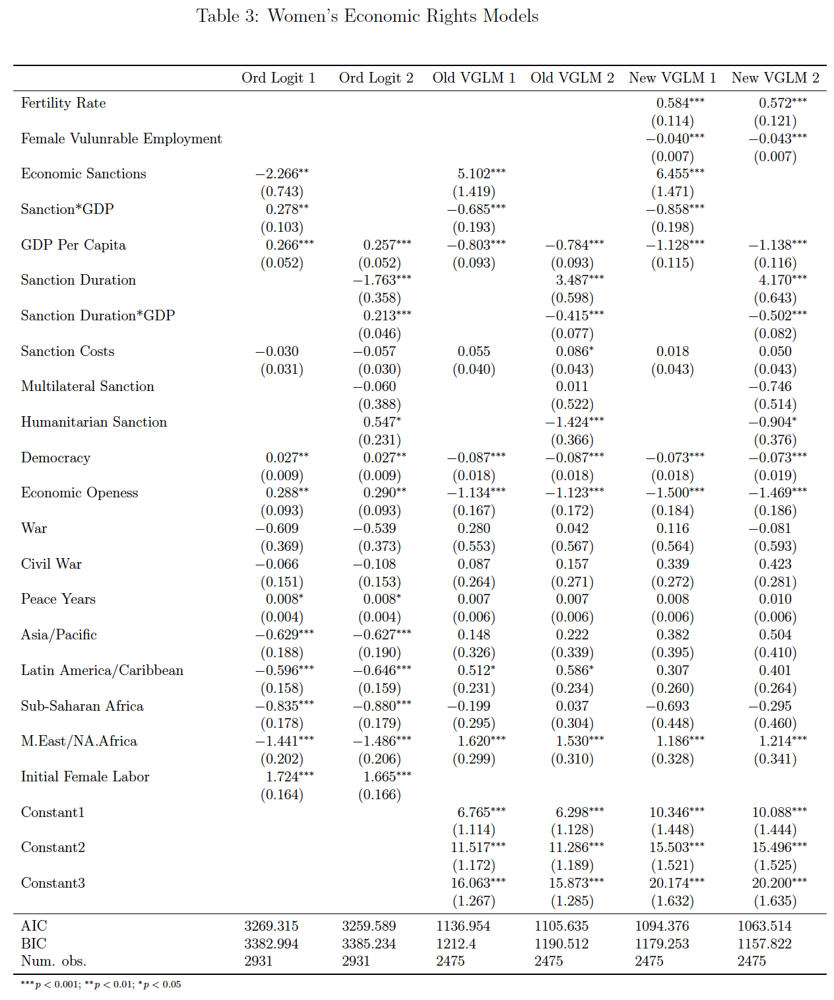 Table 3: Women's Economic Rights Models
Ord Logit 1 Ord Logit 2 Old VGLM 1 Old VGLM 2 New VGLM 1 New VGLM 2
Fertility Rate 0.584*** 0.572***
(0.114) (0.121)
Female Vulunrable Employment −0.040*** −0.043***
(0.007) (0.007)
Economic Sanctions −2.266** 5.102*** 6.455***
(0.743) (1.419) (1.471)
Sanction*GDP 0.278** −0.685*** −0.858***
(0.103) (0.193) (0.198)
GDP Per Capita 0.266*** 0.257*** −0.803*** −0.784*** −1.128*** −1.138***
(0.052) (0.052) (0.093) (0.093) (0.115) (0.116)
Sanction Duration −1.763*** 3.487*** 4.170***
(0.358) (0.598) (0.643)
Sanction Duration*GDP 0.213*** −0.415*** −0.502***
(0.046) (0.077) (0.082)
Sanction Costs −0.030 −0.057 0.055 0.086* 0.018 0.050
(0.031) (0.030) (0.040) (0.043) (0.043) (0.043)
Multilateral Sanction −0.060 0.011 −0.746
(0.388) (0.522) (0.514)
Humanitarian Sanction 0.547* −1.424*** −0.904*
(0.231) (0.366) (0.376)
Democracy 0.027** 0.027** −0.087*** −0.087*** −0.073*** −0.073***
(0.009) (0.009) (0.018) (0.018) (0.018) (0.019)
Economic Openess 0.288** 0.290** −1.134*** −1.123*** −1.500*** −1.469***
(0.093) (0.093) (0.167) (0.172) (0.184) (0.186)
War −0.609 −0.539 0.280 0.042 0.116 −0.081
(0.369) (0.373) (0.553) (0.567) (0.564) (0.593)
Civil War −0.066 −0.108 0.087 0.157 0.339 0.423
(0.151) (0.153) (0.264) (0.271) (0.272) (0.281)
Peace Years 0.008* 0.008* 0.007 0.007 0.008 0.010
(0.004) (0.004) (0.006) (0.006) (0.006) (0.006)
Asia/Pacific −0.629*** −0.627*** 0.148 0.222 0.382 0.504
(0.188) (0.190) (0.326) (0.339) (0.395) (0.410)
Latin America/Caribbean −0.596*** −0.646*** 0.512* 0.586* 0.307 0.401
(0.158) (0.159) (0.231) (0.234) (0.260) (0.264)
Sub-Saharan Africa −0.835*** −0.880*** −0.199 0.037 −0.693 −0.295
(0.178) (0.179) (0.295) (0.304) (0.448) (0.460)
M.East/NA.Africa −1.441*** −1.486*** 1.620*** 1.530*** 1.186*** 1.214***
(0.202) (0.206) (0.299) (0.310) (0.328) (0.341)
Initial Female Labor 1.724*** 1.665***
(0.164) (0.166)
Constant1 6.765*** 6.298*** 10.346*** 10.088***
(1.114) (1.128) (1.448) (1.444)
Constant2 11.517*** 11.286*** 15.503*** 15.496***
(1.172) (1.189) (1.521) (1.525)
Constant3 16.063*** 15.873*** 20.174*** 20.200***
(1.267) (1.285) (1.632) (1.635)
AIC 3269.315 3259.589 1136.954 1105.635 1094.376 1063.514
BIC 3382.994 3385.234 1212.4 1190.512 1179.253 1157.822
Num. obs. 2931 2931 2475 2475 2475 2475
***p < 0.001; **p < 0.01; *p < 0.05